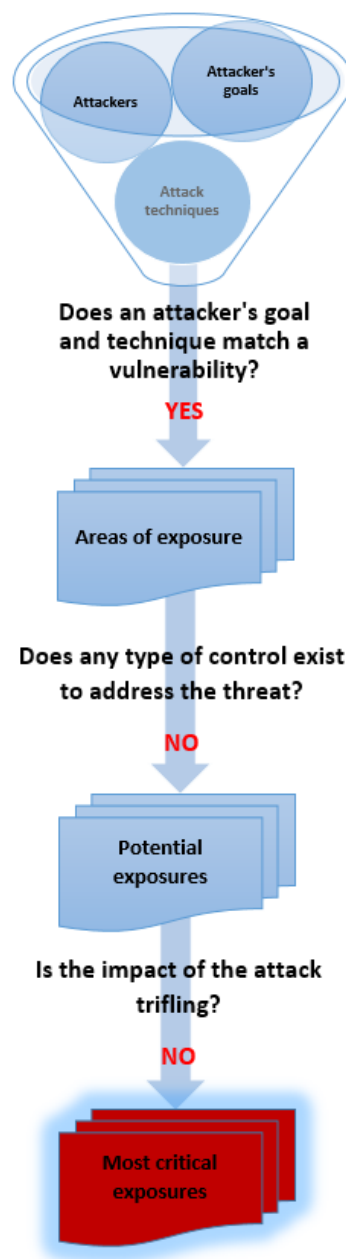 Attackers
Attacker's
goals
Attack
techniques
Does an attacker's goal
and technique match a
vulnerability?
YES
Areas of exposure
Does any type of control exist
to address the threat?
NO
Potential
exposures
Is the impact of the attack
trifling?
NO
Most critical
exposures